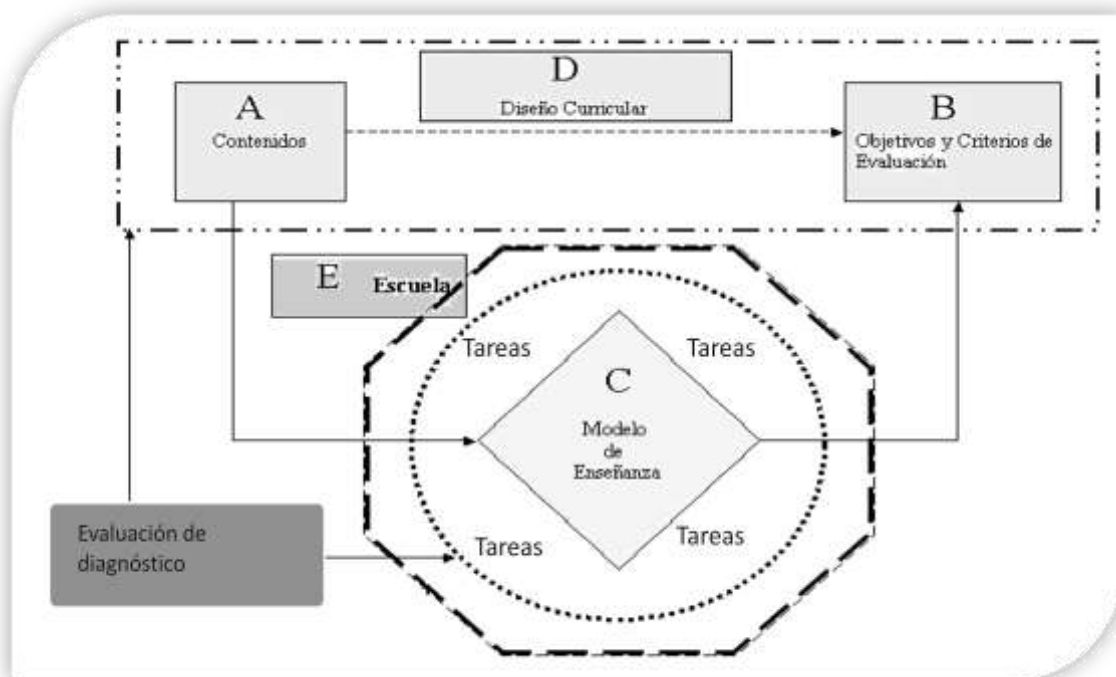 D
Diseño Curricular
A
Contenidos
B
Objetivos y Criterios de
Evaluación
E Escuela
Tareas
Tareas
C
Modelo
de
Enseñanza
Evaluación de
diagnóstico
Tareas
Tareas